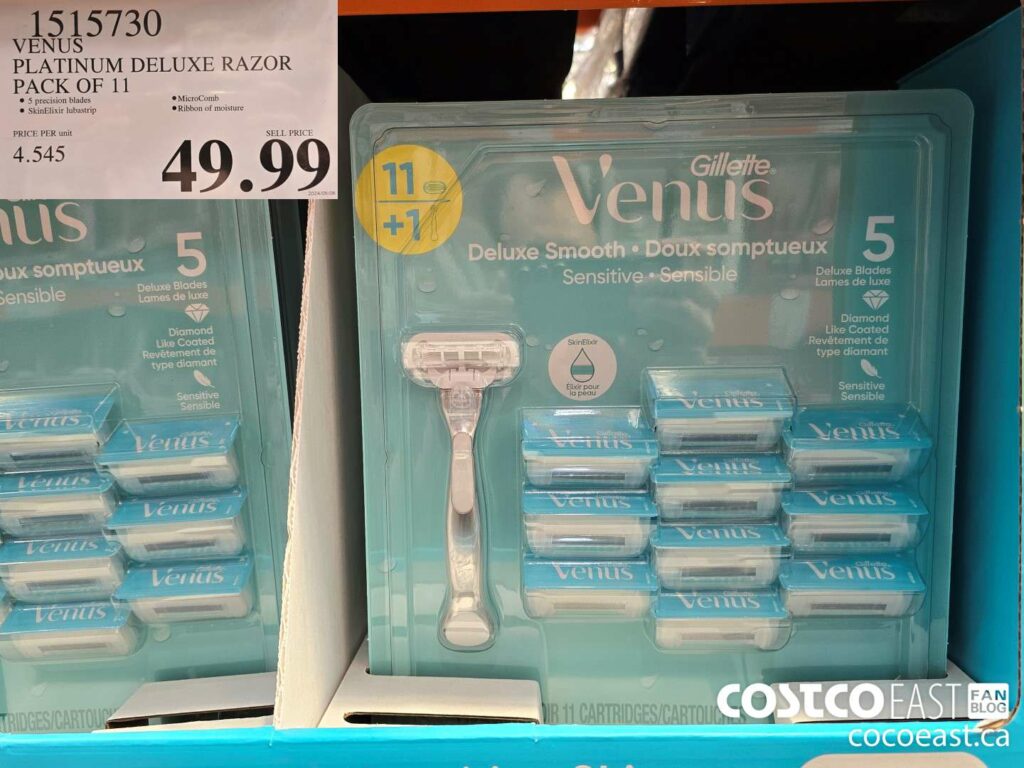 1515730
VENUS
PLATINUM DELUXE RAZOR
PACK OF 11
• 5 precision blades
• SkinElixir lubastrip
• MicroComb
• Ribbon of moisture
PRICE PER unit
4.545
SELL PRICE
49.99
11
+1
Gillette®
Venus
Deluxe Smooth • Doux somptueux
Sensitive • Sensible
5
Deluxe Blades
Lames de luxe
Diamond
Like Coated
Revêtement de
type diamant
Sensitive
Sensible
SkinElixir
Élixir pour
la peau
Venus
Venus
Venus
Venus
Venus
Venus
Venus
Venus
Venus
Venus
11 CARTRIDGES/CARTOUC
nus
oux somptueux
Sensible
5
Deluxe Blades
Lames de luxe
Diamond
Like Coated
Revêtement de
type diamant
Sensitive
Sensible
Venus
Venus
Venus
Venus
Venus
Venus
Venus
TRIDGES/CARTOUCH
COSTCO EAST FAN BLOG
cocoeast.ca